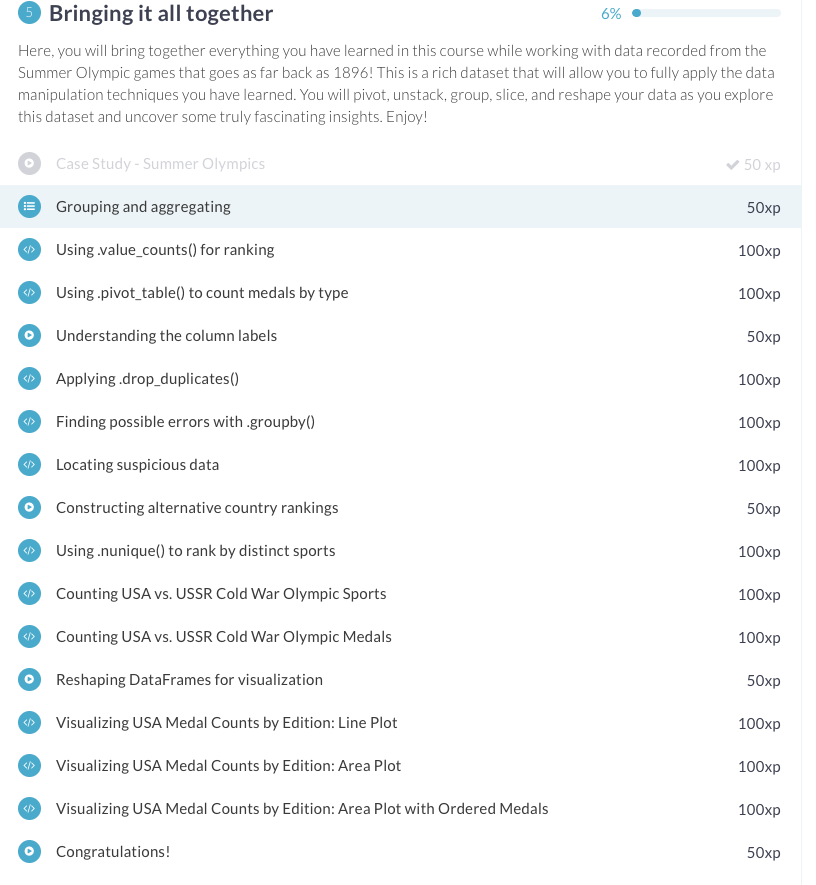 5 Bringing it all together 6%
Here, you will bring together everything you have learned in this course while working with data recorded from the
Summer Olympic games that goes as far back as 1896! This is a rich dataset that will allow you to fully apply the data
manipulation techniques you have learned. You will pivot, unstack, group, slice, and reshape your data as you explore
this dataset and uncover some truly fascinating insights. Enjoy!
Case Study - Summer Olympics 50 xp
Grouping and aggregating 50xp
Using .value_counts() for ranking 100xp
Using .pivot_table() to count medals by type 100xp
Understanding the column labels 50xp
Applying .drop_duplicates() 100xp
Finding possible errors with .groupby() 100xp
Locating suspicious data 100xp
Constructing alternative country rankings 50xp
Using .nunique() to rank by distinct sports 100xp
Counting USA vs. USSR Cold War Olympic Sports 100xp
Counting USA vs. USSR Cold War Olympic Medals 100xp
Reshaping DataFrames for visualization 50xp
Visualizing USA Medal Counts by Edition: Line Plot 100xp
Visualizing USA Medal Counts by Edition: Area Plot 100xp
Visualizing USA Medal Counts by Edition: Area Plot with Ordered Medals 100xp
Congratulations! 50xp